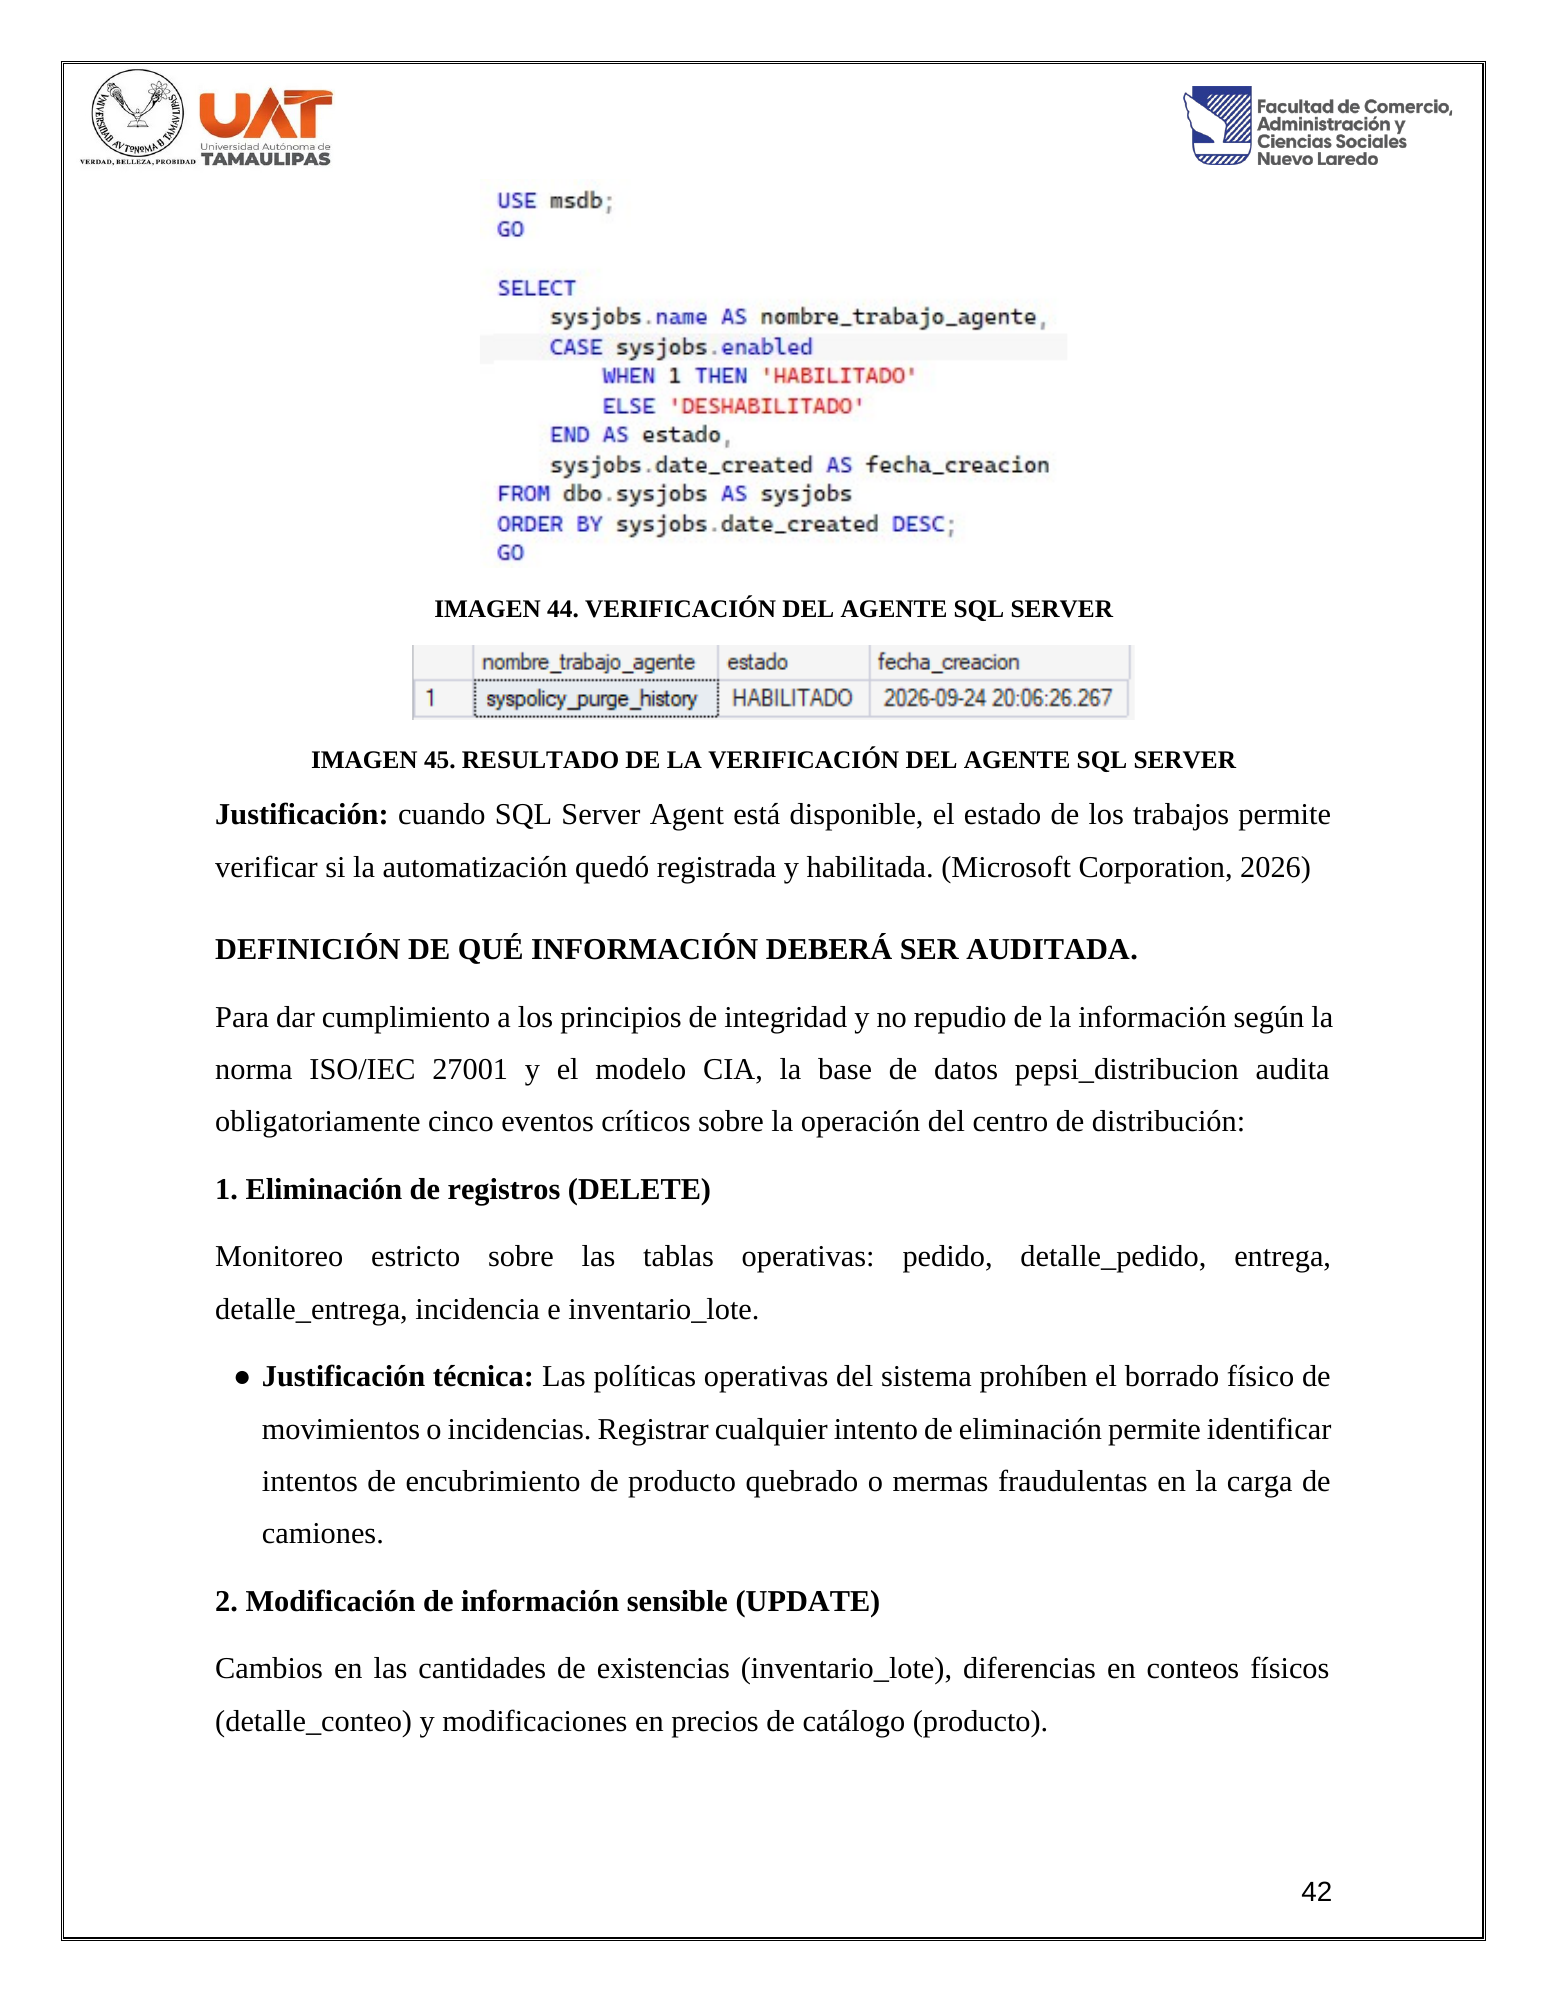 UNIVERSIDAD AVTONOMA D TAMAVLIPAS
VERDAD, BELLEZA, PROBIDAD
UAT
Universidad Autónoma de
TAMAULIPAS
Facultad de Comercio,
Administración y
Ciencias Sociales
Nuevo Laredo
USE msdb;
GO
SELECT
sysjobs.name AS nombre_trabajo_agente,
CASE sysjobs.enabled
WHEN 1 THEN 'HABILITADO'
ELSE 'DESHABILITADO'
END AS estado,
sysjobs.date_created AS fecha_creacion
FROM dbo.sysjobs AS sysjobs
ORDER BY sysjobs.date_created DESC;
GO
IMAGEN 44. VERIFICACIÓN DEL AGENTE SQL SERVER
nombre_trabajo_agente estado fecha_creacion
1 syspolicy_purge_history HABILITADO 2026-09-24 20:06:26.267
IMAGEN 45. RESULTADO DE LA VERIFICACIÓN DEL AGENTE SQL SERVER
Justificación: cuando SQL Server Agent está disponible, el estado de los trabajos permite
verificar si la automatización quedó registrada y habilitada. (Microsoft Corporation, 2026)
DEFINICIÓN DE QUÉ INFORMACIÓN DEBERÁ SER AUDITADA.
Para dar cumplimiento a los principios de integridad y no repudio de la información según la
norma ISO/IEC 27001 y el modelo CIA, la base de datos pepsi_distribucion audita
obligatoriamente cinco eventos críticos sobre la operación del centro de distribución:
1. Eliminación de registros (DELETE)
Monitoreo estricto sobre las tablas operativas: pedido, detalle_pedido, entrega,
detalle_entrega, incidencia e inventario_lote.
● Justificación técnica: Las políticas operativas del sistema prohíben el borrado físico de
movimientos o incidencias. Registrar cualquier intento de eliminación permite identificar
intentos de encubrimiento de producto quebrado o mermas fraudulentas en la carga de
camiones.
2. Modificación de información sensible (UPDATE)
Cambios en las cantidades de existencias (inventario_lote), diferencias en conteos físicos
(detalle_conteo) y modificaciones en precios de catálogo (producto).
42